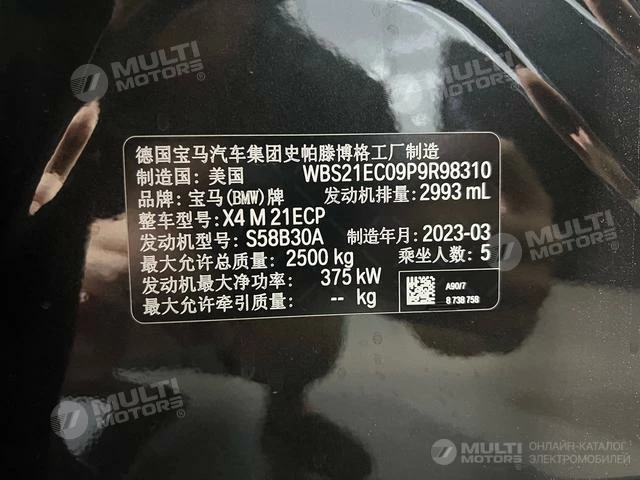 MULTI
MOTORS
MULTI
MOTORS
德国宝马汽车集团史帕滕博格工厂制造
制造国: 美国 WBS21EC09P9R98310
品牌: 宝马(BMW)牌 发动机排量: 2993 mL
整车型号: X4 M 21ECP
发动机型号: S58B30A 制造年月: 2023-03
最大允许总质量: 2500 kg 乘坐人数: 5
发动机最大净功率: 375 kW
最大允许牵引质量: -- kg
A90/7
8 738 758
MULTI
MOTORS
MULTI
MOTORS
MULTI
MOTORS
ОНЛАЙН-КАТАЛОГ
ЭЛЕКТРОМОБИЛЕЙ